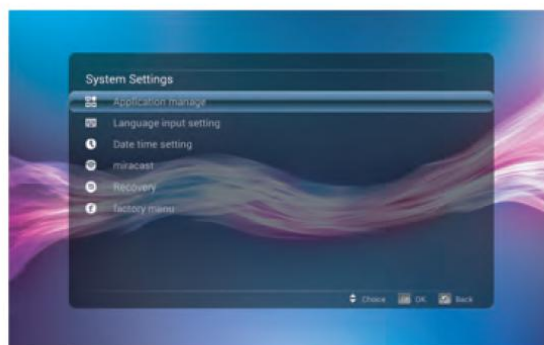 System Settings
Application manage
Language input setting
Date time setting
miracast
Recovery
factory menu
Choice OK Back